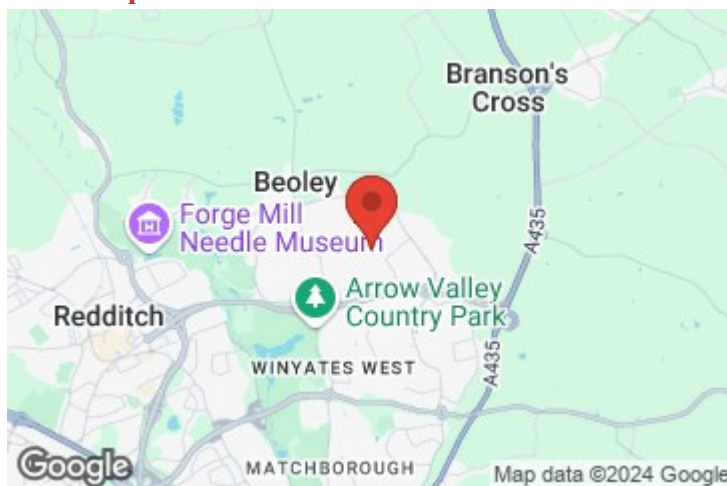 Branson's
Cross
Beoley
Forge Mill
Needle Museum
A435
Arrow Valley
Country Park
Redditch
WINYATES WEST
A435
MATCHBOROUGH
Google
Map data ©2024 Google